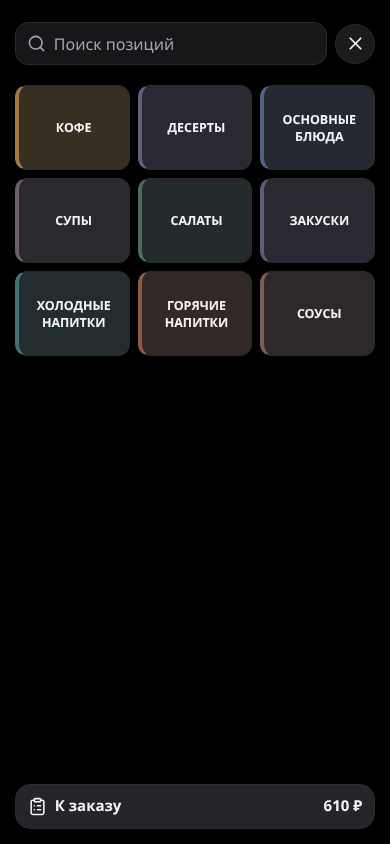 Поиск позиций
КОФЕ
ДЕСЕРТЫ
ОСНОВНЫЕ
БЛЮДА
СУПЫ
САЛАТЫ
ЗАКУСКИ
ХОЛОДНЫЕ
НАПИТКИ
ГОРЯЧИЕ
НАПИТКИ
СОУСЫ
К заказу
610 ₽